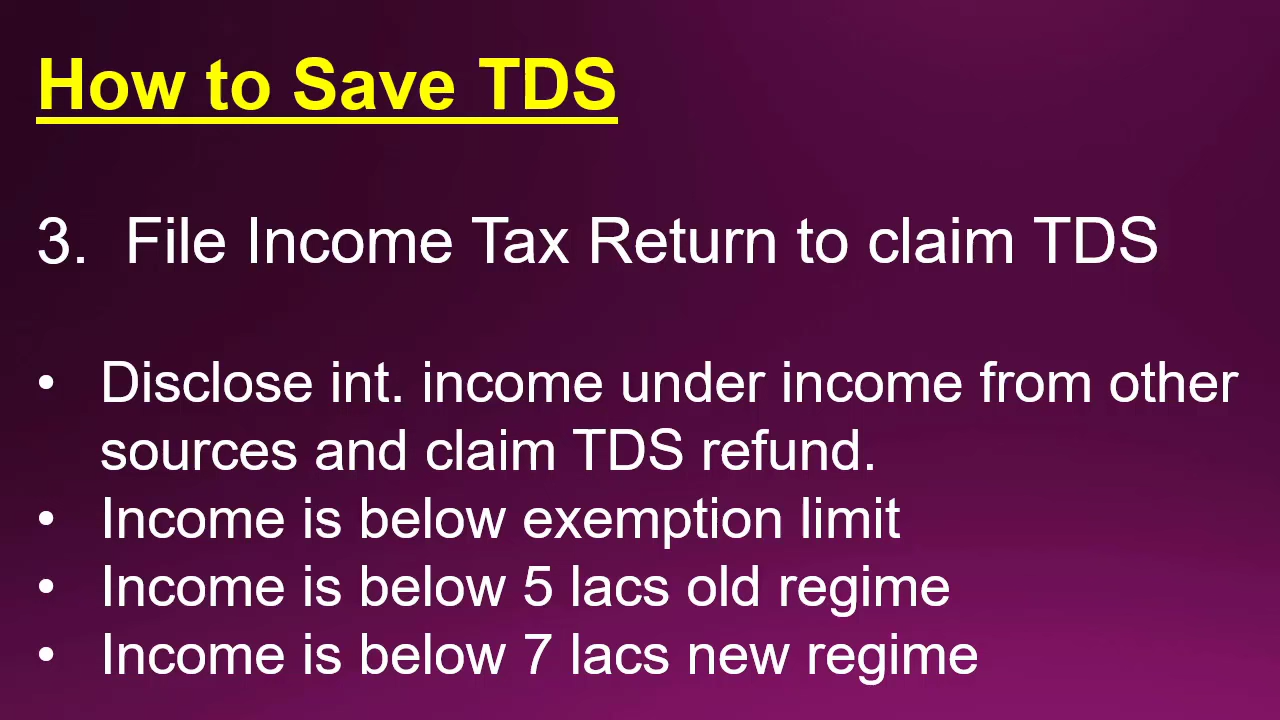 How to Save TDS
3. File Income Tax Return to claim TDS
• Disclose int. income under income from other
sources and claim TDS refund.
• Income is below exemption limit
• Income is below 5 lacs old regime
• Income is below 7 lacs new regime